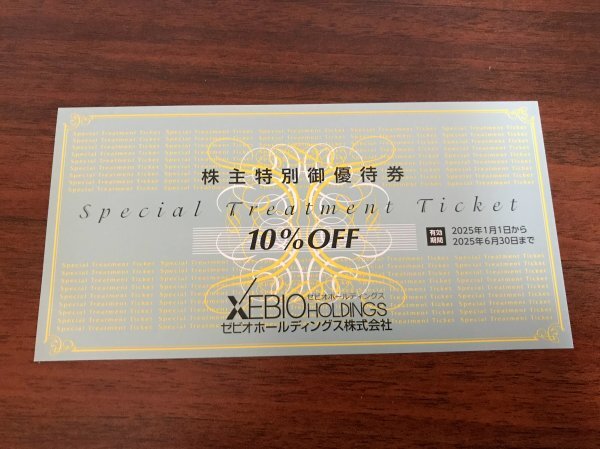 株主特別御優待券
Special Treatment Ticket
10%OFF
有効期間 2025年1月1日から
2025年6月30日まで
ゼビオホールディングス
XEBIO HOLDINGS
ゼビオホールディングス株式会社